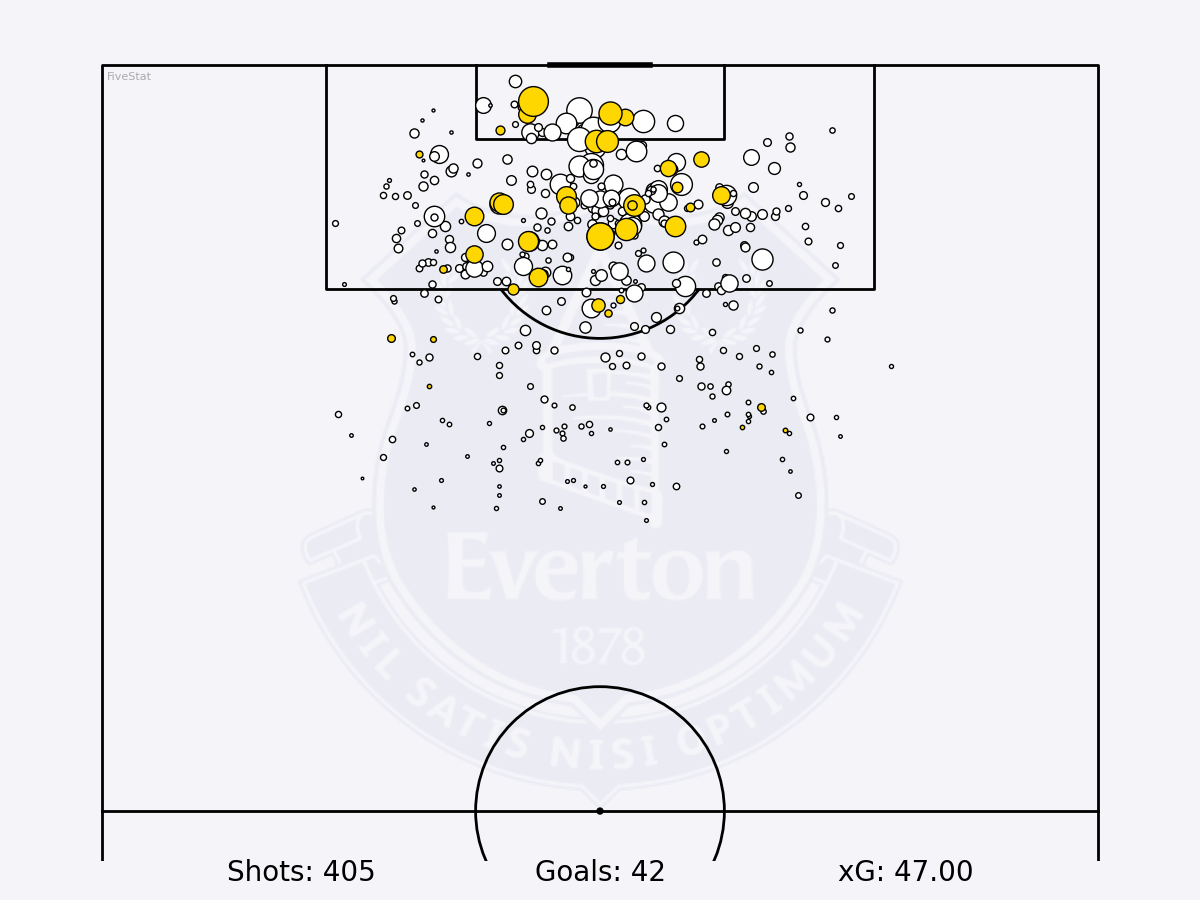 FiveStat
Everton
1878
NIL SATIS NISI OPTIMUM
Shots: 405 Goals: 42 xG: 47.00